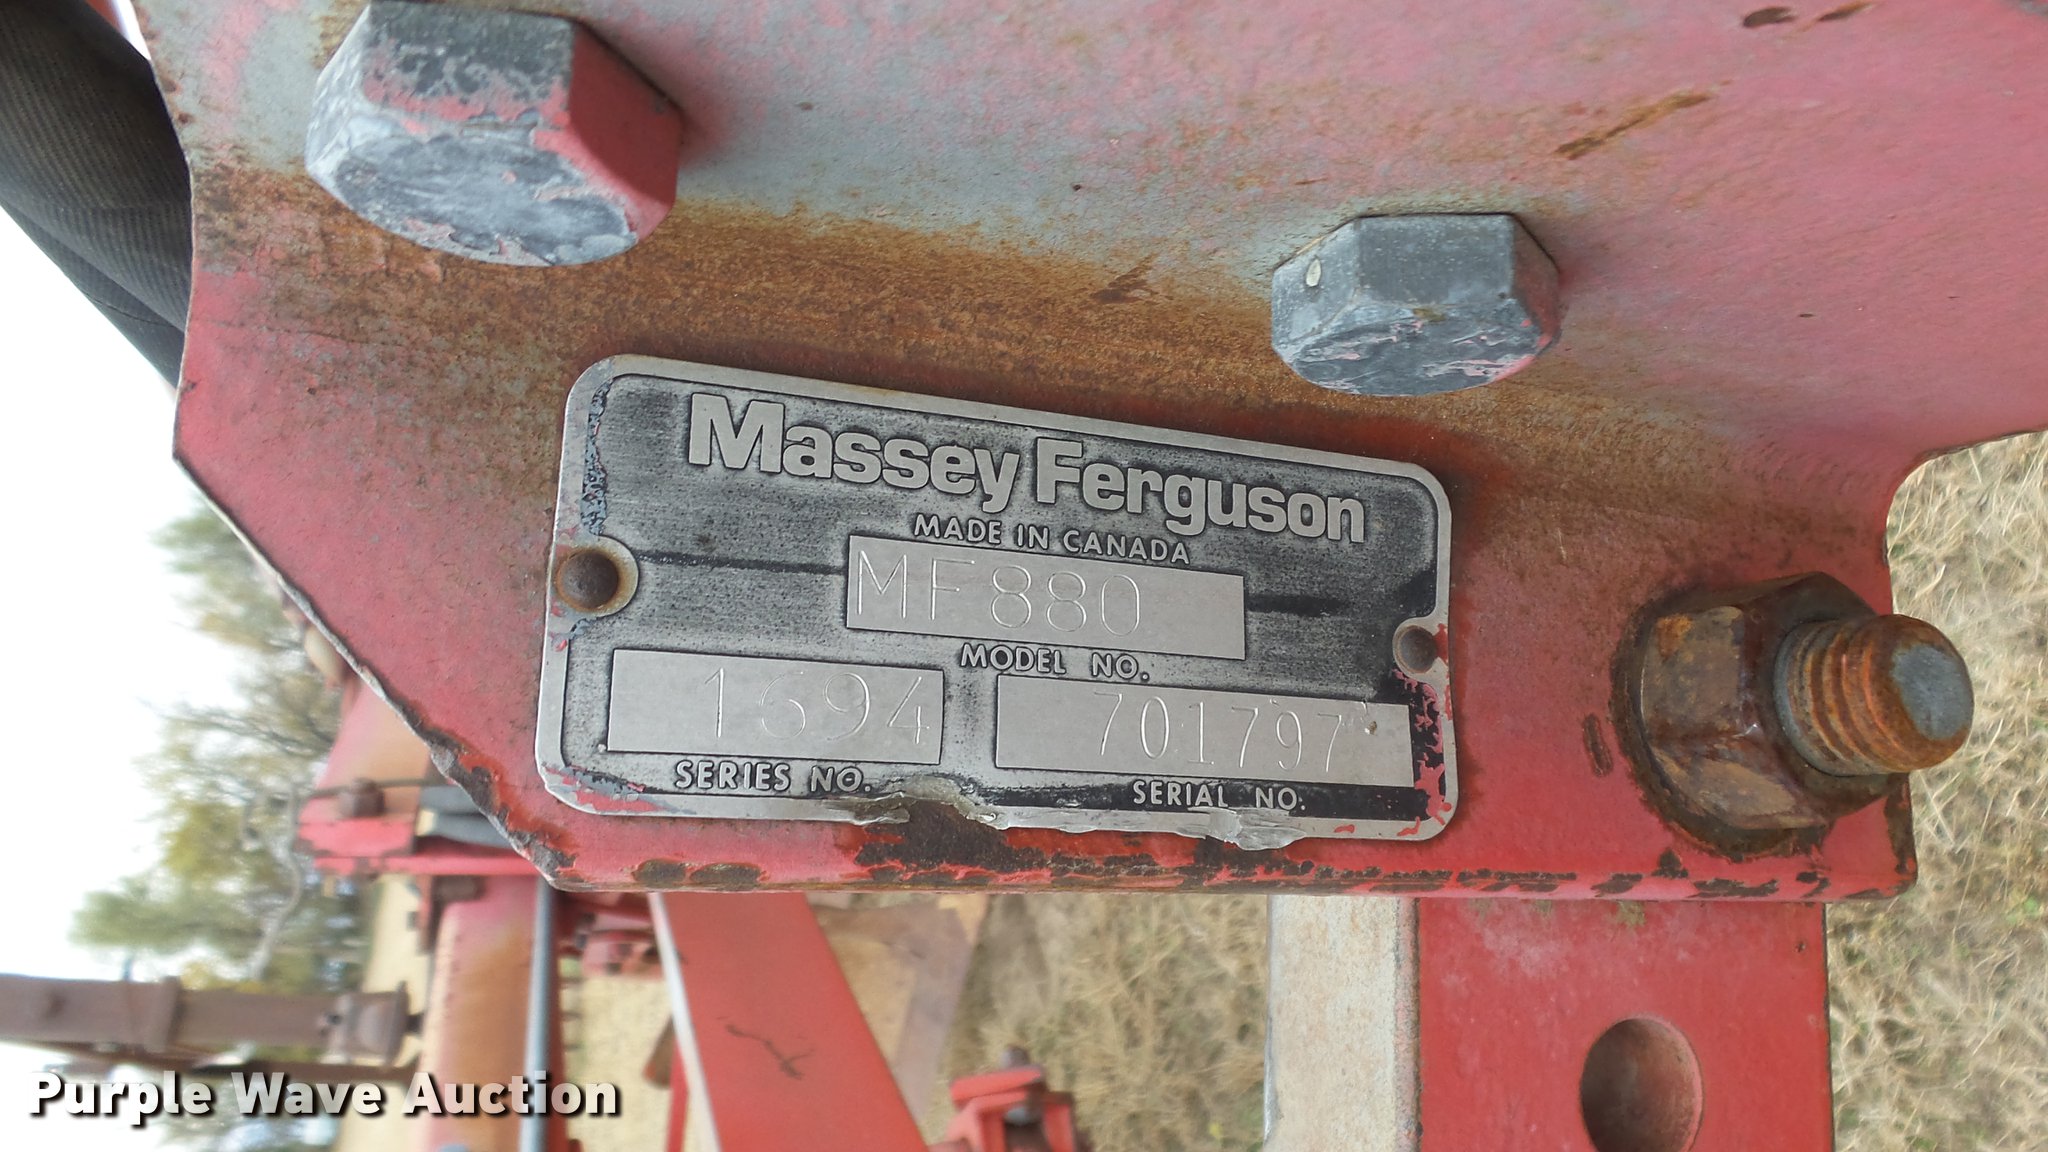 Massey Ferguson
MADE IN CANADA
MF880
MODEL NO.
1694 701797
SERIES NO. SERIAL NO.
Purple Wave Auction